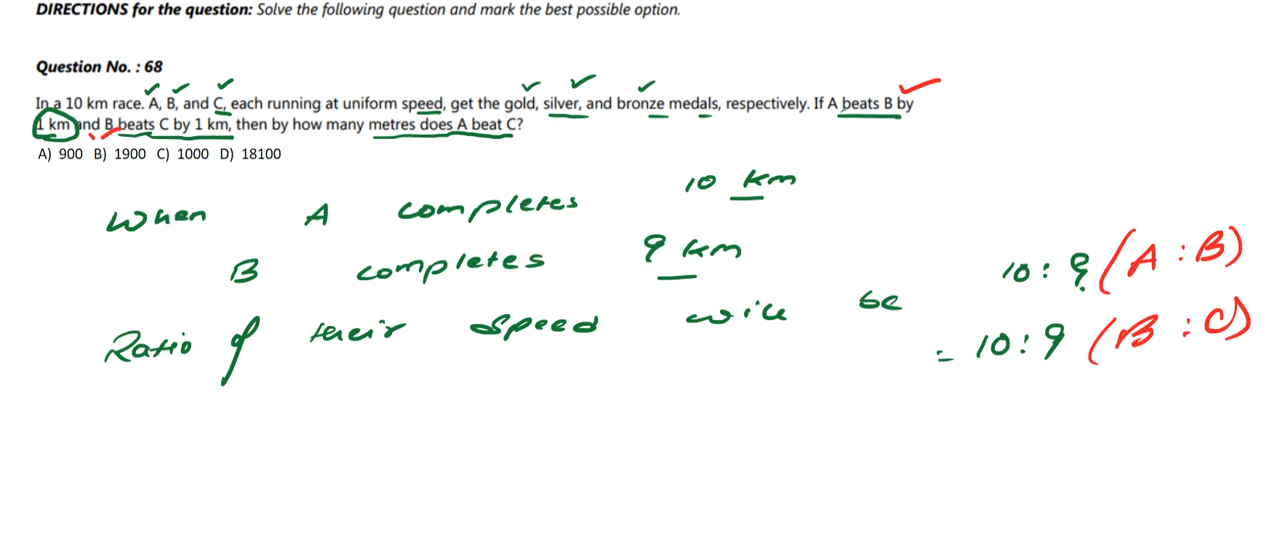 DIRECTIONS for the question: Solve the following question and mark the best possible option.
Question No. : 68
In a 10 km race. A, B, and C, each running at uniform speed, get the gold, silver, and bronze medals, respectively. If A beats B by
1 km and B beats C by 1 km, then by how many metres does A beat C?
A) 900 B) 1900 C) 1000 D) 18100
When A completes 10 km
B completes 9 km
Ratio of their speed will be 10 : 9 (A : B)
= 10 : 9 (B : C)